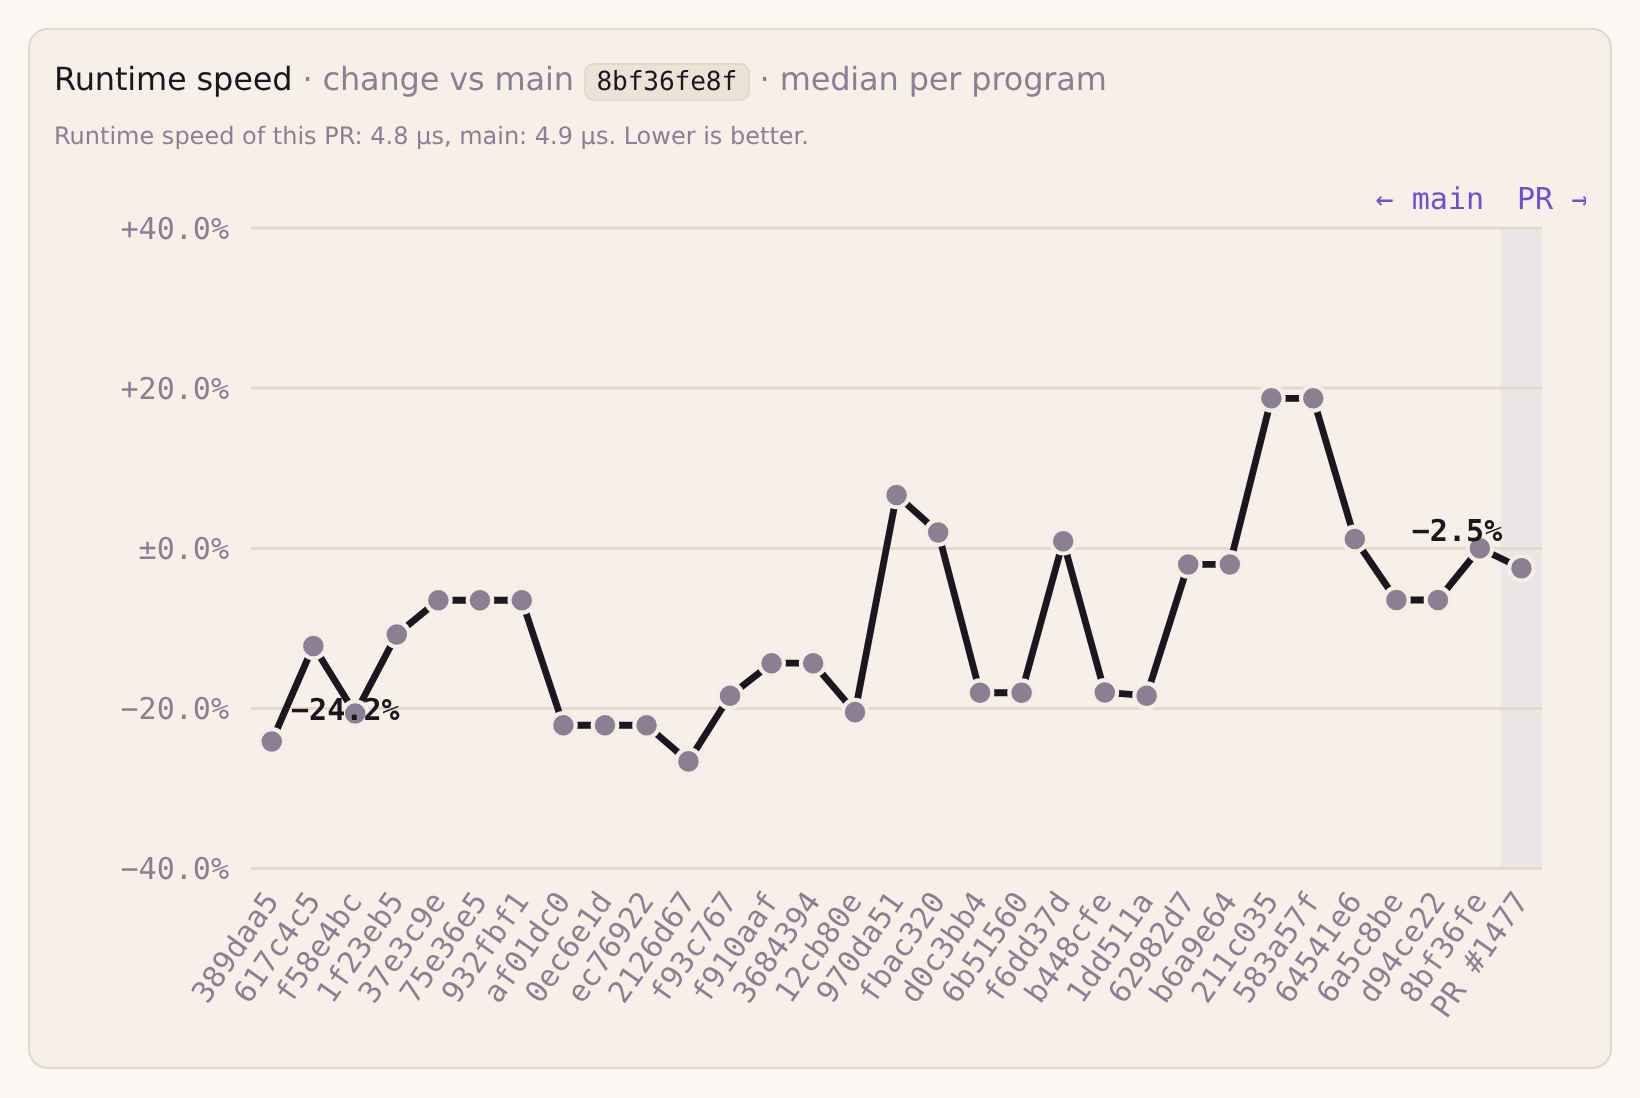 Runtime speed · change vs main 8bf36fe8f · median per program
Runtime speed of this PR: 4.8 µs, main: 4.9 µs. Lower is better.
← main PR →
+40.0%
+20.0%
±0.0%
−20.0%
−40.0%
−24.2%
−2.5%
389daa5
617c4c5
f58e4bc
1f23eb5
37e3c9e
75e36e5
932fbf1
af01dc0
0ec6e1d
ec76922
2126d67
f93c767
f910aaf
3684394
12cb80e
970da51
fbac320
d0c3bb4
6b51560
f6dd37d
b448cfe
1dd511a
62982d7
b6a9e64
211c035
583a57f
64541e6
6a5c8be
d94ce22
8bf36fe
PR #1477